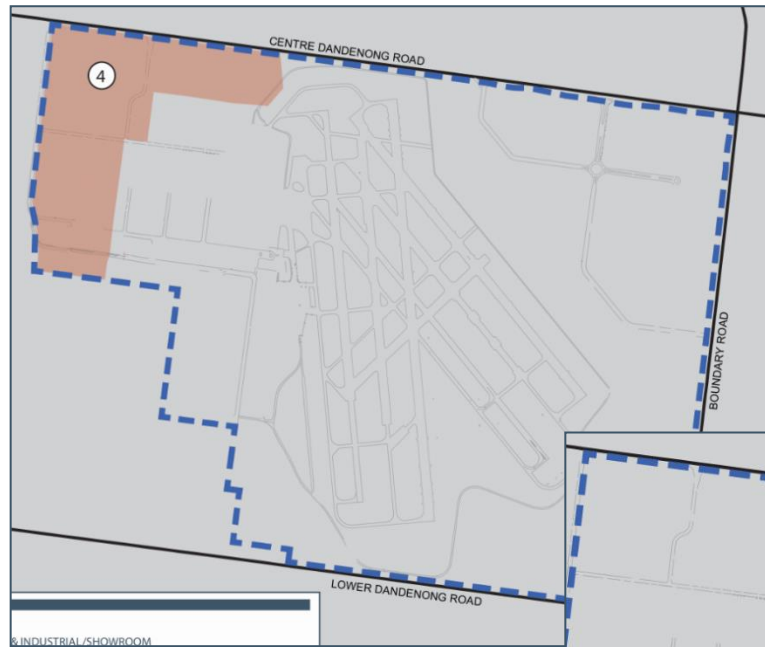 CENTRE DANDENONG ROAD
4
BOUNDARY ROAD
LOWER DANDENONG ROAD
& INDUSTRIAL/SHOWROOM